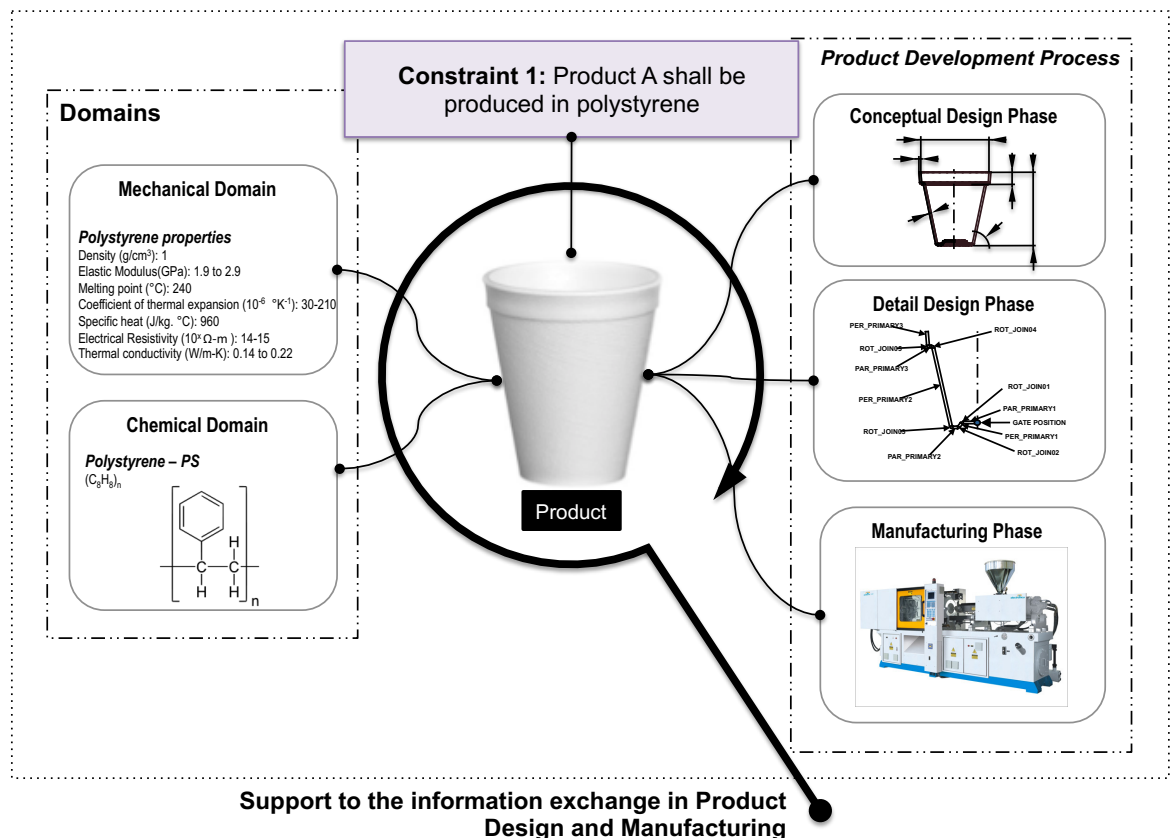 Constraint 1: Product A shall be
produced in polystyrene
Domains
Mechanical Domain
Polystyrene properties
Density (g/cm³): 1
Elastic Modulus(GPa): 1.9 to 2.9
Melting point (°C): 240
Coefficient of thermal expansion (10⁻⁶ °K⁻¹): 30-210
Specific heat (J/kg. °C): 960
Electrical Resistivity (10ˣ Ω-m ): 14-15
Thermal conductivity (W/m-K): 0.14 to 0.22
Chemical Domain
Polystyrene – PS
(C₈H₈)ₙ
H
C C
H H
n
Product
Product Development Process
Conceptual Design Phase
Detail Design Phase
PER_PRIMARY3
ROT_JOIN04
ROT_JOIN05
PAR_PRIMARY3
ROT_JOIN01
PER_PRIMARY2
PAR_PRIMARY1
GATE POSITION
ROT_JOIN03
PER_PRIMARY1
ROT_JOIN02
PAR_PRIMARY2
Manufacturing Phase
Support to the information exchange in Product
Design and Manufacturing